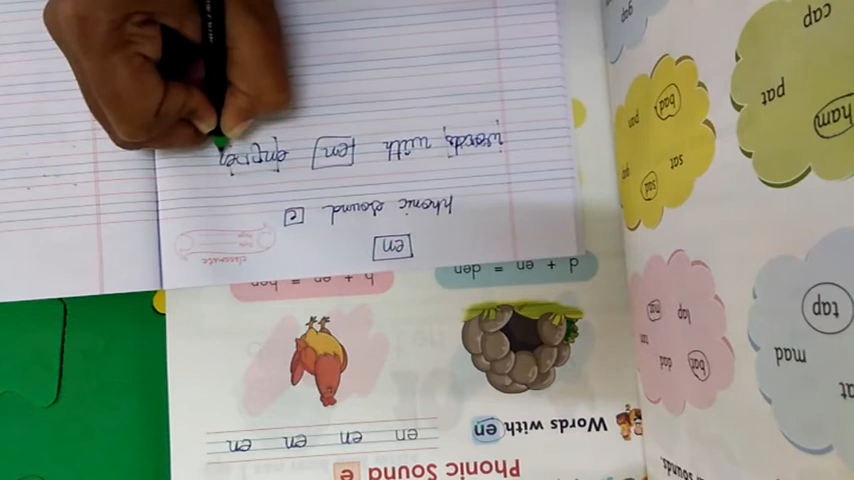 en
phonic sound e
words with en
classmate
d + en = den
h + en = hen
Words with en
en en en en
Phonic Sound e
gap
cap
pat
ham
bad
pan
sat
sad
lap
dad
bat
tap
mad
sounds.